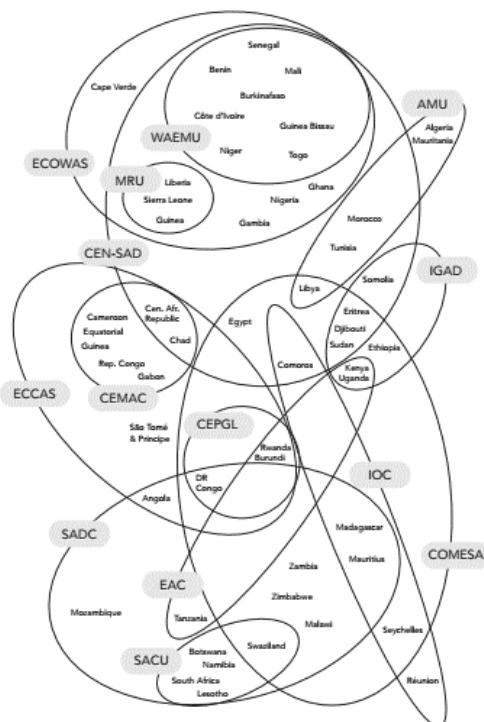 Senegal
Benin
Mali
Cape Verde
Burkinafaso
AMU
Côte d'Ivoire
Algeria
Mauritania
Guinea Bissau
WAEMU
Niger
Togo
ECOWAS
MRU
Liberia
Ghana
Sierra Leone
Nigeria
Guinea
Gambia
Morocco
Tunisia
CEN-SAD
IGAD
Somolia
Libya
Cen. Afr.
Republic
Cameroon
Egypt
Eritrea
Equatorial
Guinea
Djibouti
Chad
Sudan
Ethiopia
Rep. Congo
Comoros
Kenya
Uganda
Gabon
ECCAS
CEMAC
CEPGL
São Tomé
& Principe
Rwanda
Burundi
IOC
DR
Congo
Angola
SADC
Madagascar
COMESA
Mauritius
Zambia
EAC
Zimbabwe
Mozambique
Tanzania
Malawi
Seychelles
SACU
Botswana
Swaziland
Namibia
South Africa
Réunion
Lesotho